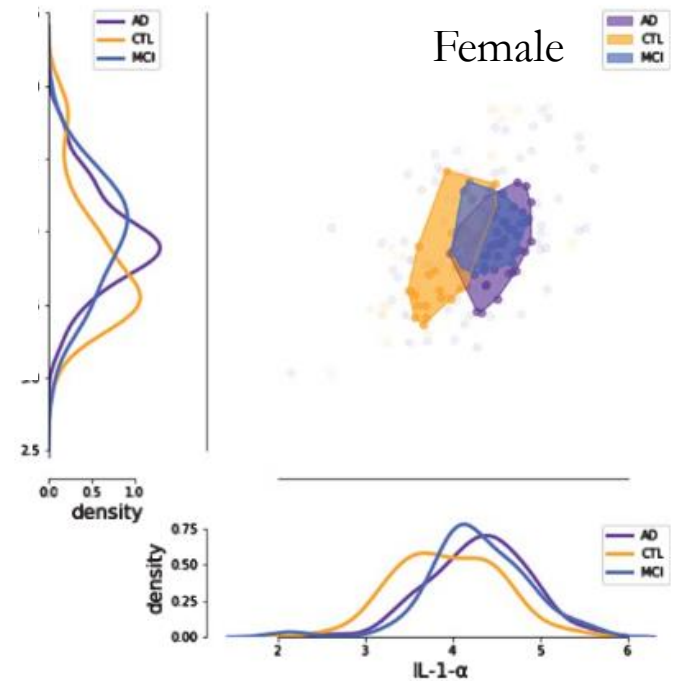 AD
CTL
MCI
Female
AD
CTL
MCI
2.5
0.0 0.5 1.0
density
density
0.75
0.50
0.25
0.00
AD
CTL
MCI
2 3 4 5 6
IL-1-α